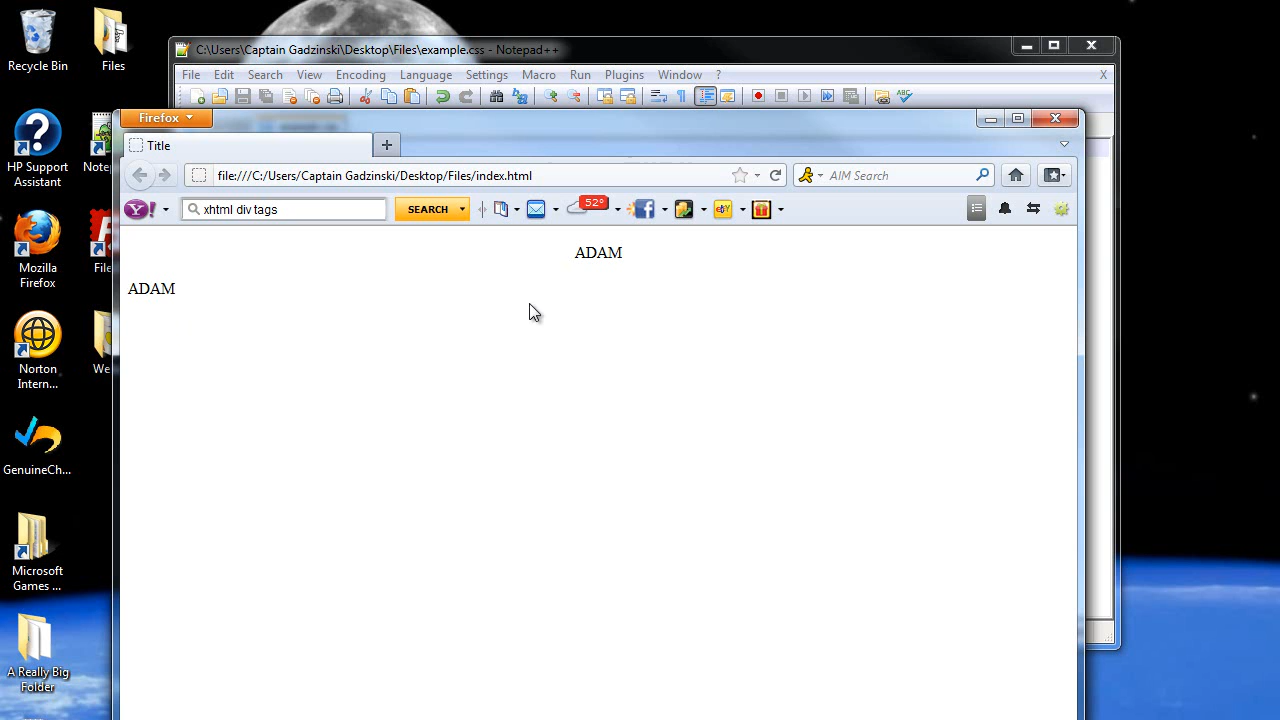 Recycle Bin
Files
HP Support
Assistant
Mozilla
Firefox
Norton
Intern...
GenuineCh...
Microsoft
Games ...
A Really Big
Folder
C:\Users\Captain Gadzinski\Desktop\Files\example.css - Notepad++
File Edit Search View Encoding Language Settings Macro Run Plugins Window ? X
Firefox
Title
file:///C:/Users/Captain Gadzinski/Desktop/Files/index.html
AIM Search
Y! xhtml div tags SEARCH 52°
ADAM
ADAM